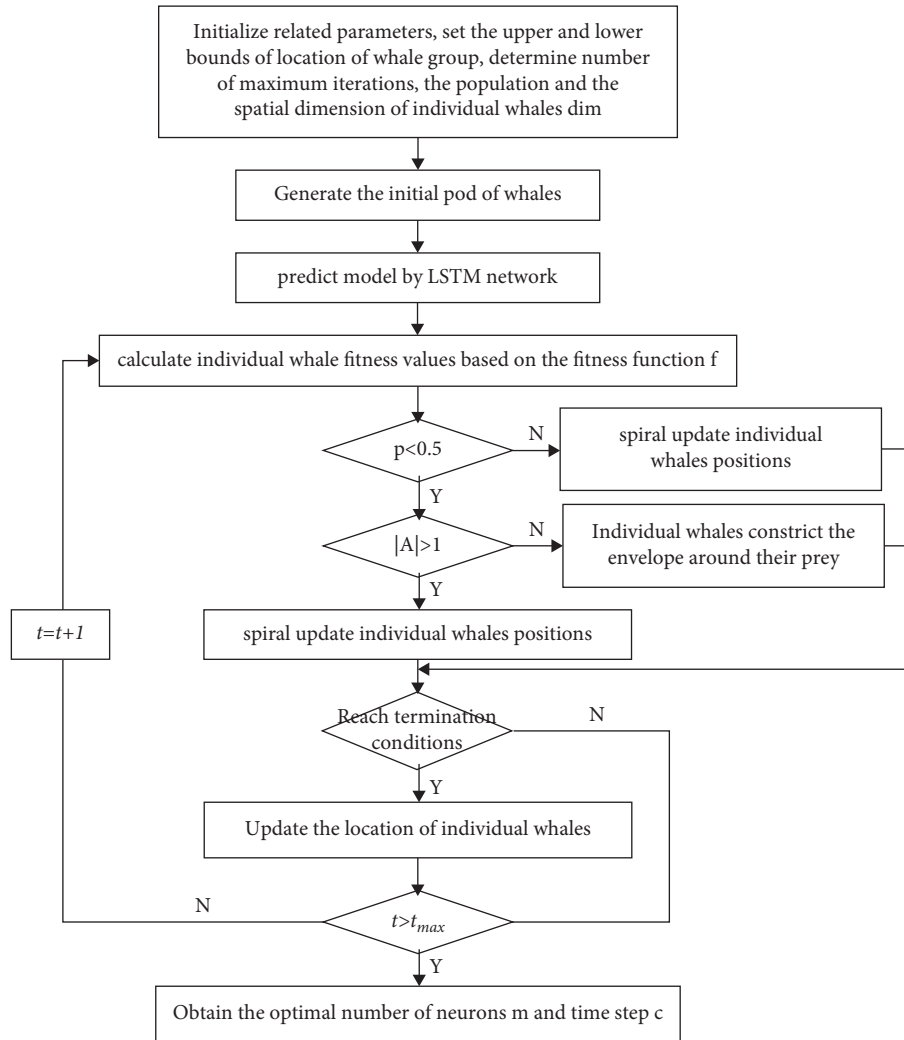 Initialize related parameters, set the upper and lower
bounds of location of whale group, determine number
of maximum iterations, the population and the
spatial dimension of individual whales dim
Generate the initial pod of whales
predict model by LSTM network
calculate individual whale fitness values based on the fitness function f
p<0.5
N
spiral update individual
whales positions
Y
|A|>1
N
Individual whales constrict the
envelope around their prey
Y
t=t+1
spiral update individual whales positions
Reach termination
conditions
N
Y
Update the location of individual whales
N
t>tmax
Y
Obtain the optimal number of neurons m and time step c